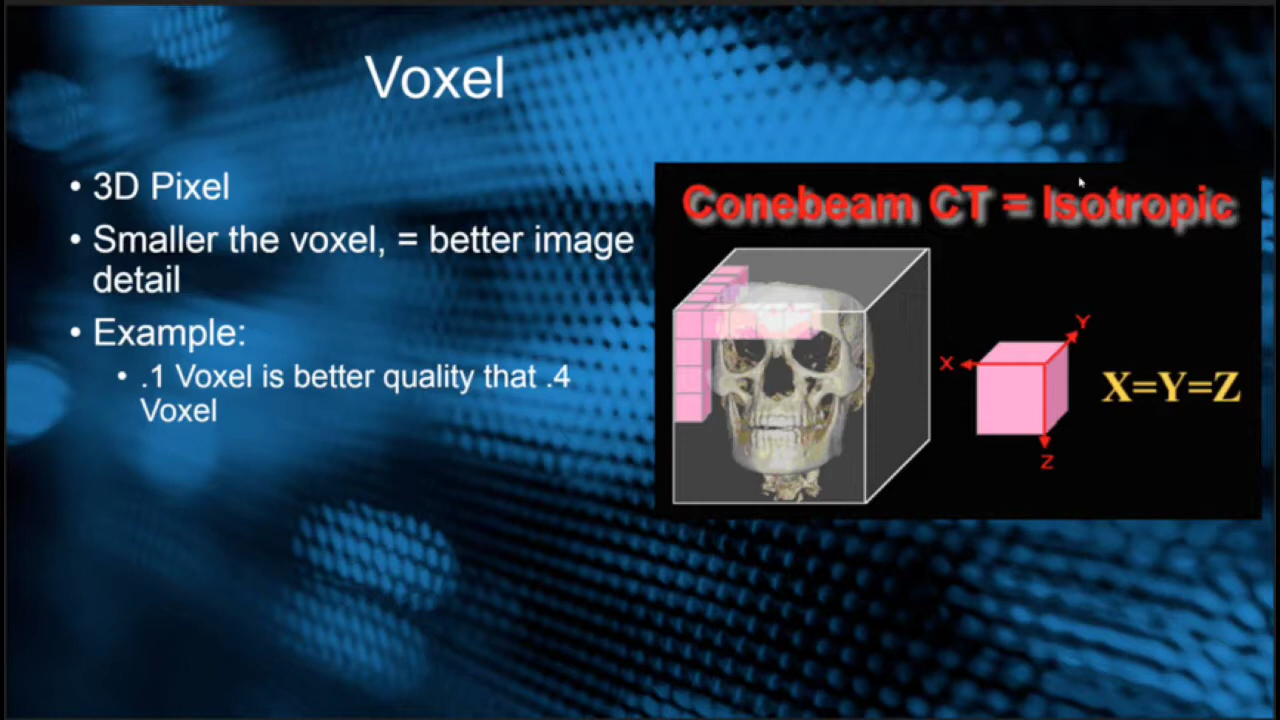 Voxel
• 3D Pixel
• Smaller the voxel, = better image
detail
• Example:
• .1 Voxel is better quality that .4
Voxel
Conebeam CT = Isotropic
X
Y
Z
X=Y=Z